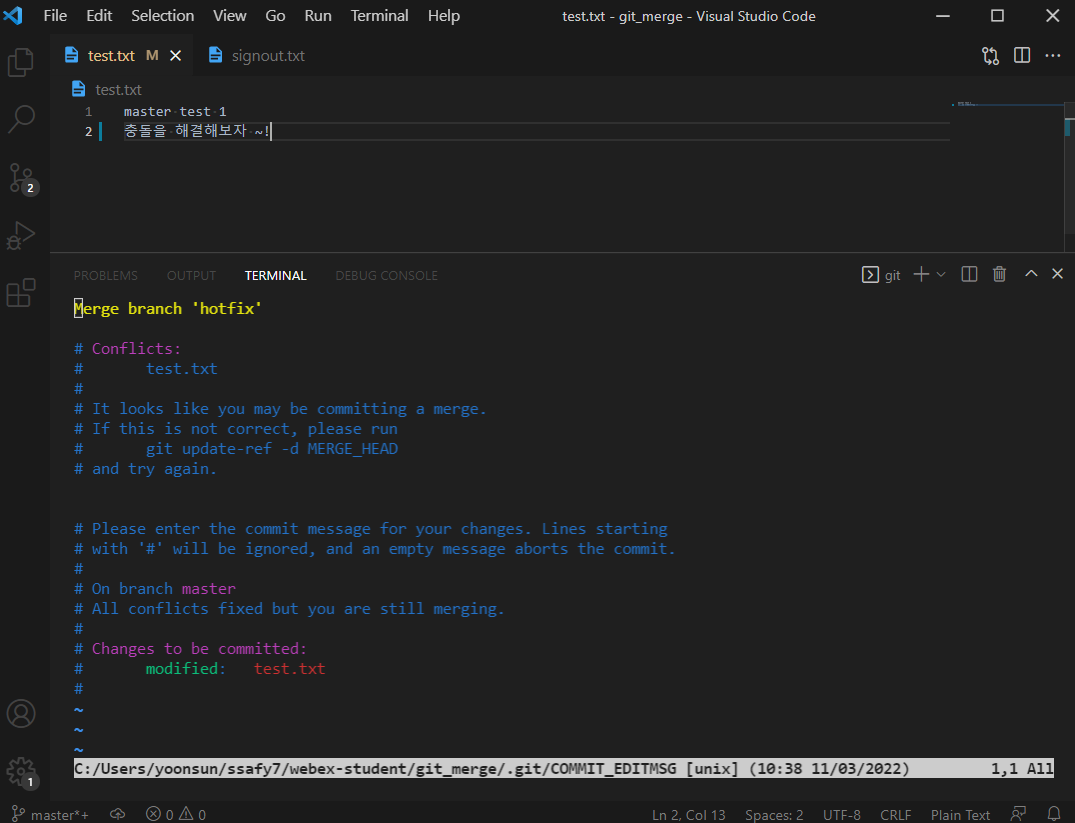 File Edit Selection View Go Run Terminal Help test.txt - git_merge - Visual Studio Code
test.txt M signout.txt
test.txt
1 master test 1
2 충돌을 해결해보자 ~!
2
PROBLEMS OUTPUT TERMINAL DEBUG CONSOLE git
Merge branch 'hotfix'
# Conflicts:
#       test.txt
#
# It looks like you may be committing a merge.
# If this is not correct, please run
#       git update-ref -d MERGE_HEAD
# and try again.
# Please enter the commit message for your changes. Lines starting
# with '#' will be ignored, and an empty message aborts the commit.
#
# On branch master
# All conflicts fixed but you are still merging.
#
# Changes to be committed:
#       modified:   test.txt
#
~
~
~
1
C:/Users/yoonsun/ssafy7/webex-student/git_merge/.git/COMMIT_EDITMSG [unix] (10:38 11/03/2022) 1,1 All
master*+ 0 0 Ln 2, Col 13 Spaces: 2 UTF-8 CRLF Plain Text